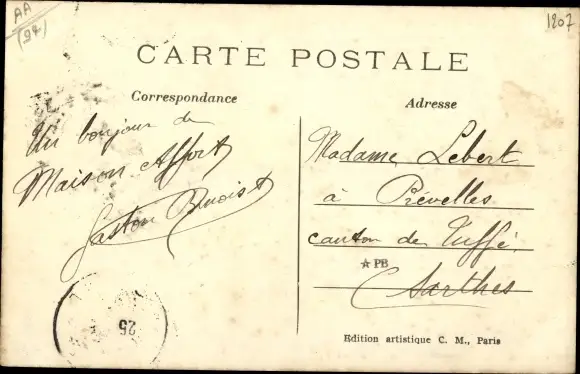 AA
(94)
1207
CARTE POSTALE
Correspondance
Adresse
Un bonjour de
Maison Alfort
Gaston Benoist
Madame Lebert
à Prévelles
canton de Tuffé
☆ PB
Sarthes
25
Edition artistique C. M., Paris